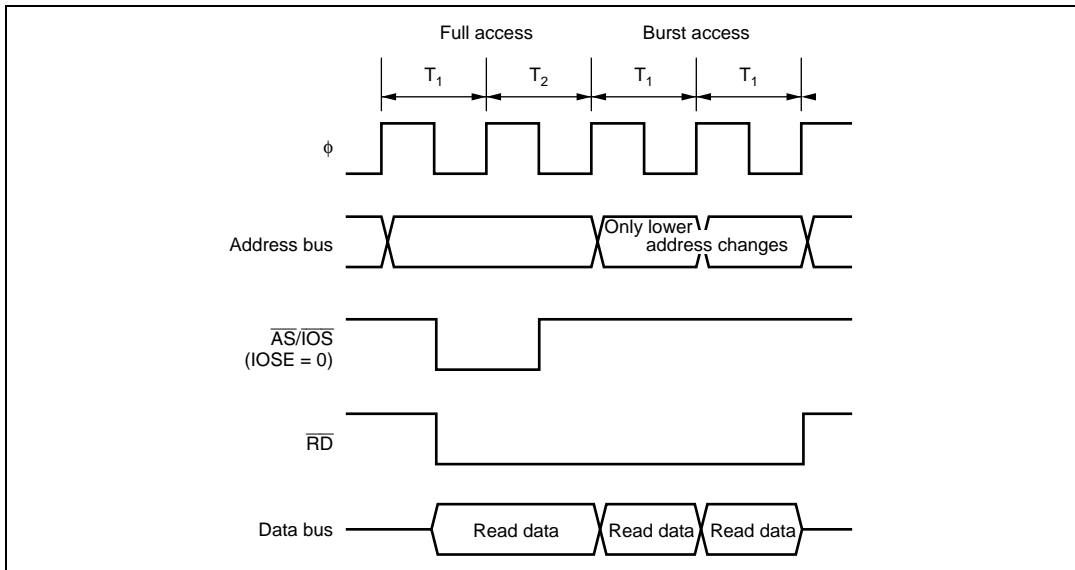 Full access Burst access
T1 T2 T1 T1
ϕ
Address bus
Only lower
address changes
AS/IOS
(IOSE = 0)
RD
Data bus
Read data Read data Read data